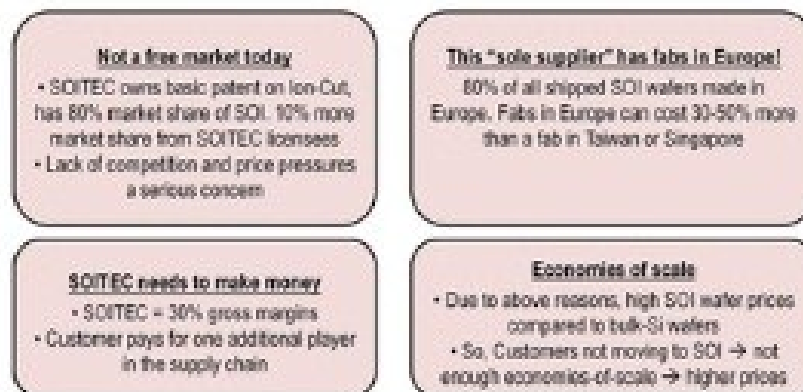 Not a free market today
• SOITEC owns basic patent on Ion-Cut,
has 80% market share of SOI. 10% more
market share from SOITEC licensees
• Lack of competition and price pressures
a serious concern
This "sole supplier" has fabs in Europe!
80% of all shipped SOI wafers made in
Europe. Fabs in Europe can cost 30-50% more
than a fab in Taiwan or Singapore
SOITEC needs to make money
• SOITEC = 30% gross margins
• Customer pays for one additional player
in the supply chain
Economies of scale
• Due to above reasons, high SOI wafer prices
compared to bulk-Si wafers
• So, Customers not moving to SOI → not
enough economies-of-scale → higher prices